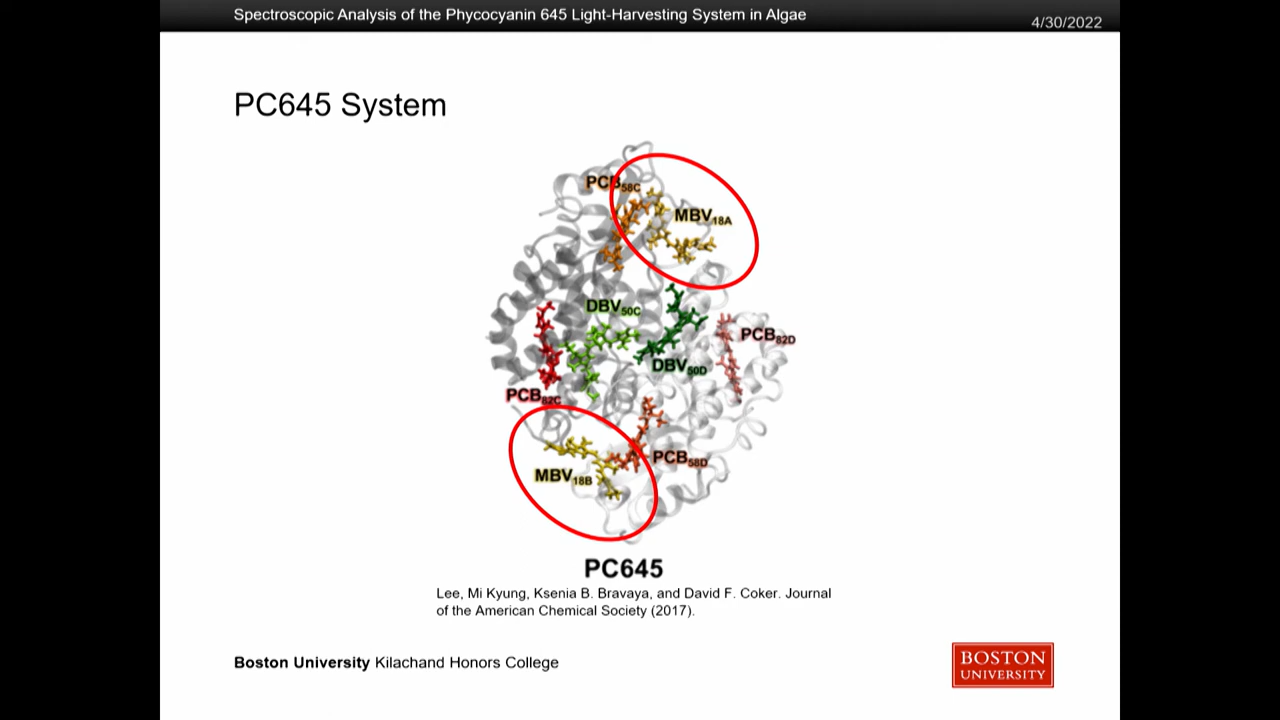 Spectroscopic Analysis of the Phycocyanin 645 Light-Harvesting System in Algae
4/30/2022
PC645 System
PCB58C
MBV18A
DBV50C
PCB82D
DBV50D
PCB82C
PCB58D
MBV18B
PC645
Lee, Mi Kyung, Ksenia B. Bravaya, and David F. Coker. Journal
of the American Chemical Society (2017).
Boston University Kilachand Honors College
BOSTON
UNIVERSITY